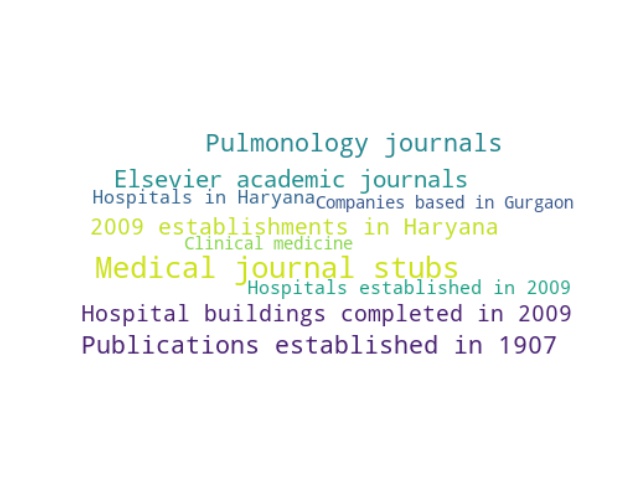 Pulmonology journals
Elsevier academic journals
Hospitals in Haryana
Companies based in Gurgaon
2009 establishments in Haryana
Clinical medicine
Medical journal stubs
Hospitals established in 2009
Hospital buildings completed in 2009
Publications established in 1907